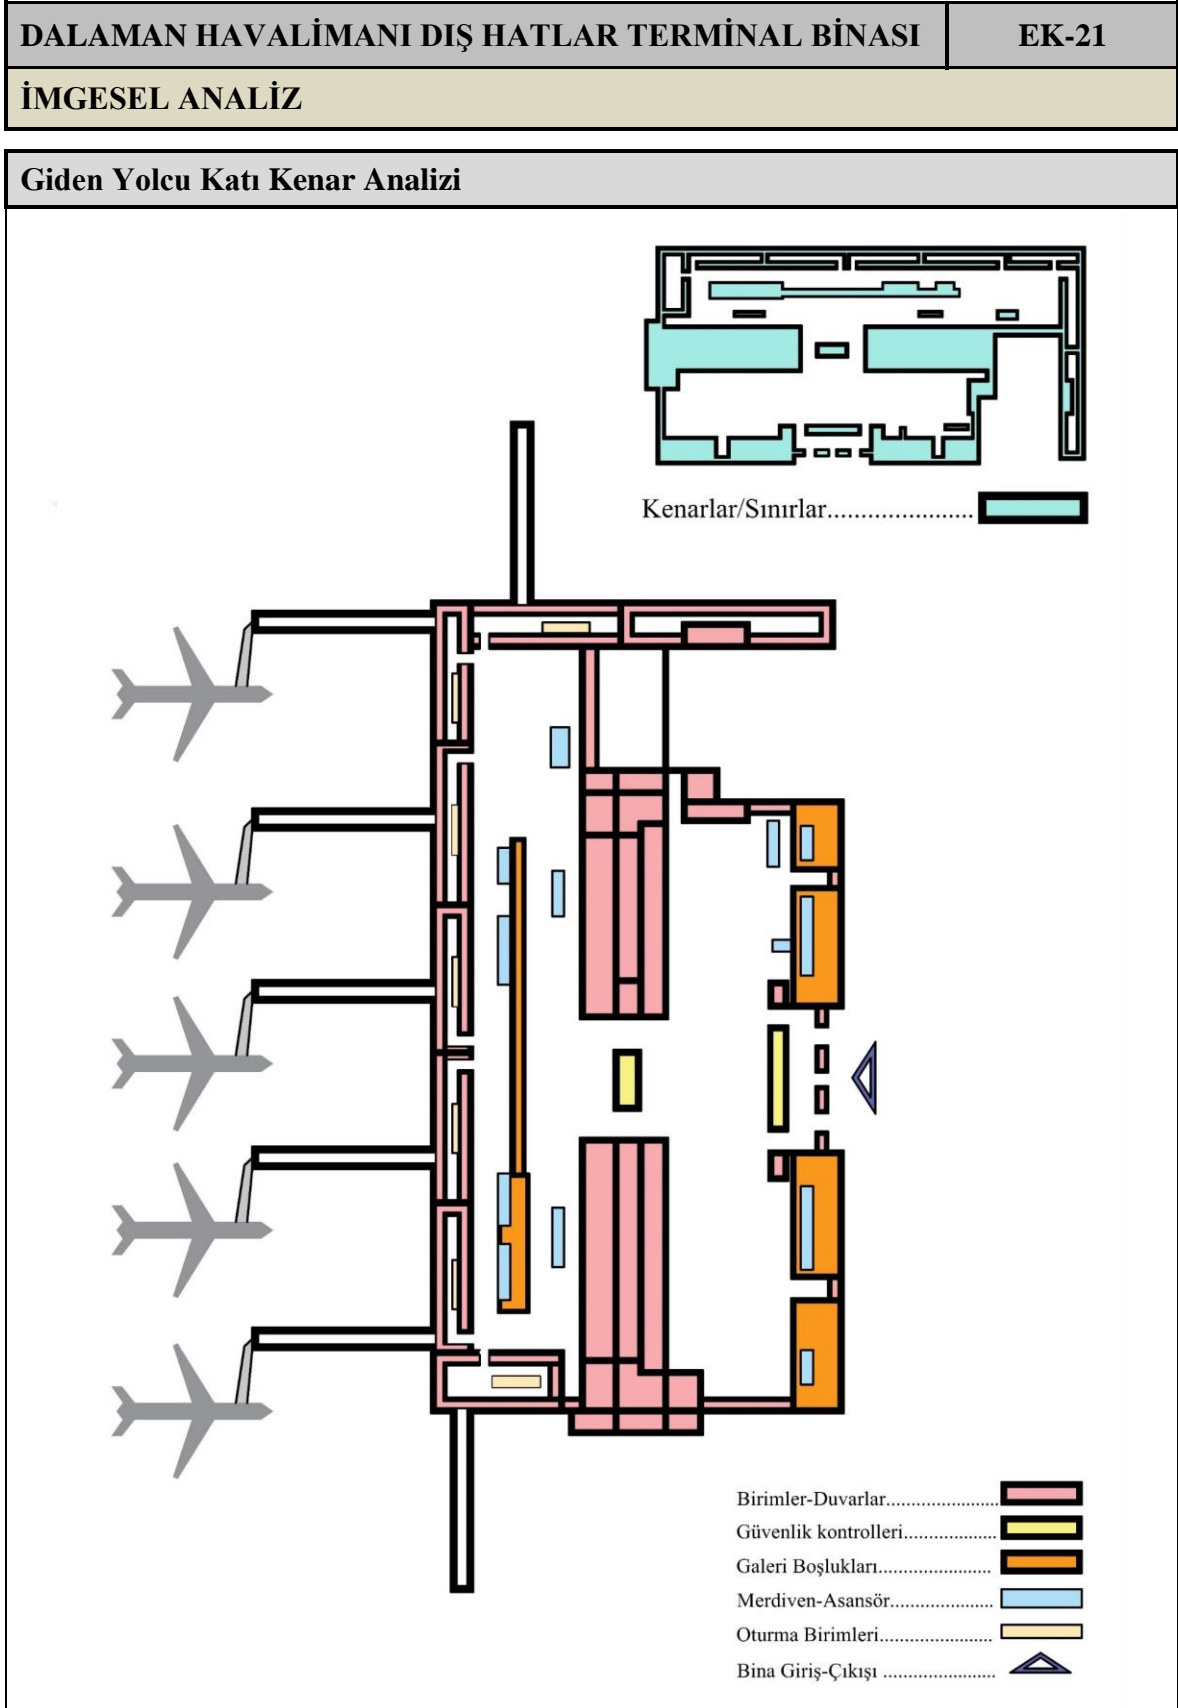 DALAMAN HAVALİMANI DIŞ HATLAR TERMİNAL BİNASI EK-21
İMGESEL ANALİZ
Giden Yolcu Katı Kenar Analizi
Kenarlar/Sınırlar......................
Birimler-Duvarlar.......................
Güvenlik kontrolleri...................
Galeri Boşlukları.......................
Merdiven-Asansör.....................
Oturma Birimleri.......................
Bina Giriş-Çıkışı .......................